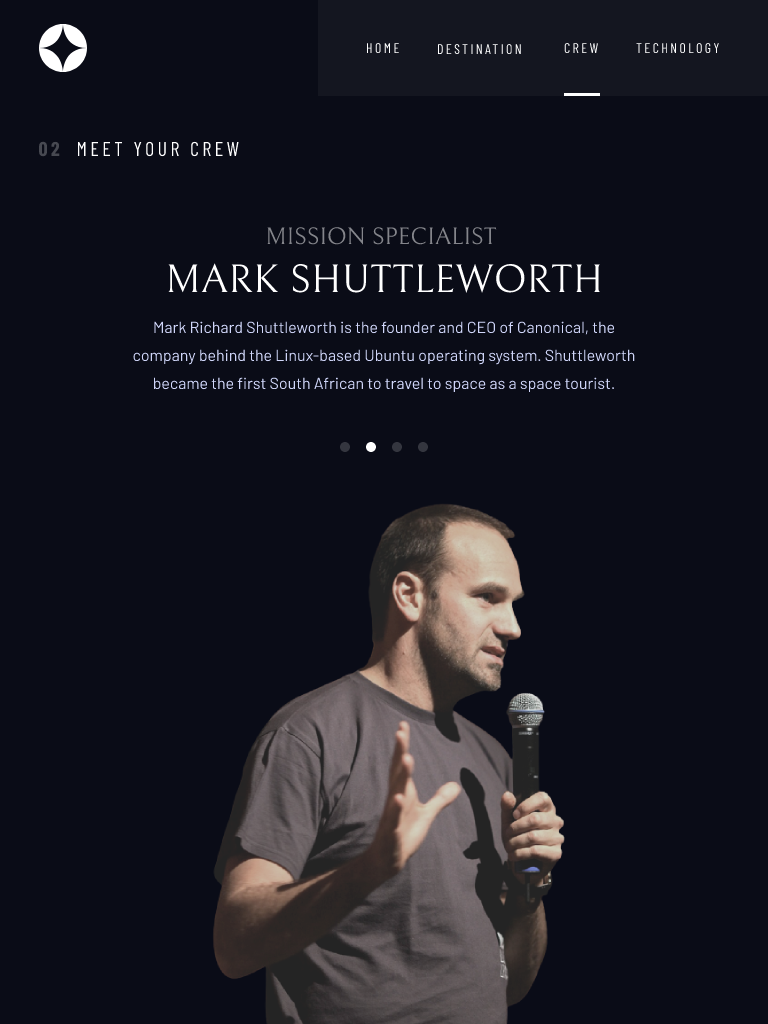 HOME DESTINATION CREW TECHNOLOGY
02 MEET YOUR CREW
MISSION SPECIALIST
MARK SHUTTLEWORTH
Mark Richard Shuttleworth is the founder and CEO of Canonical, the
company behind the Linux-based Ubuntu operating system. Shuttleworth
became the first South African to travel to space as a space tourist.